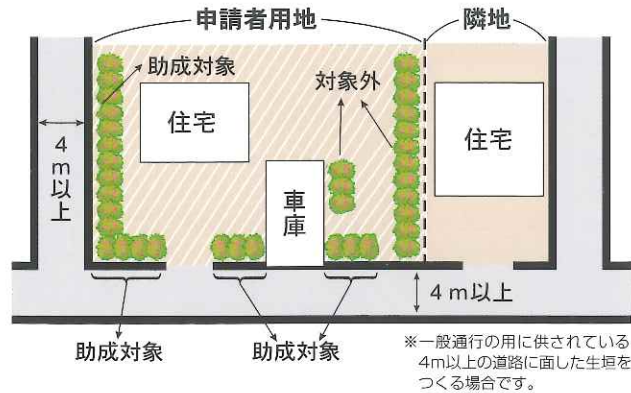 申請者用地
隣地
助成対象
対象外
住宅
住宅
4m以上
車庫
4m以上
助成対象
助成対象
※一般通行の用に供されている
4m以上の道路に面した生垣を
つくる場合です。